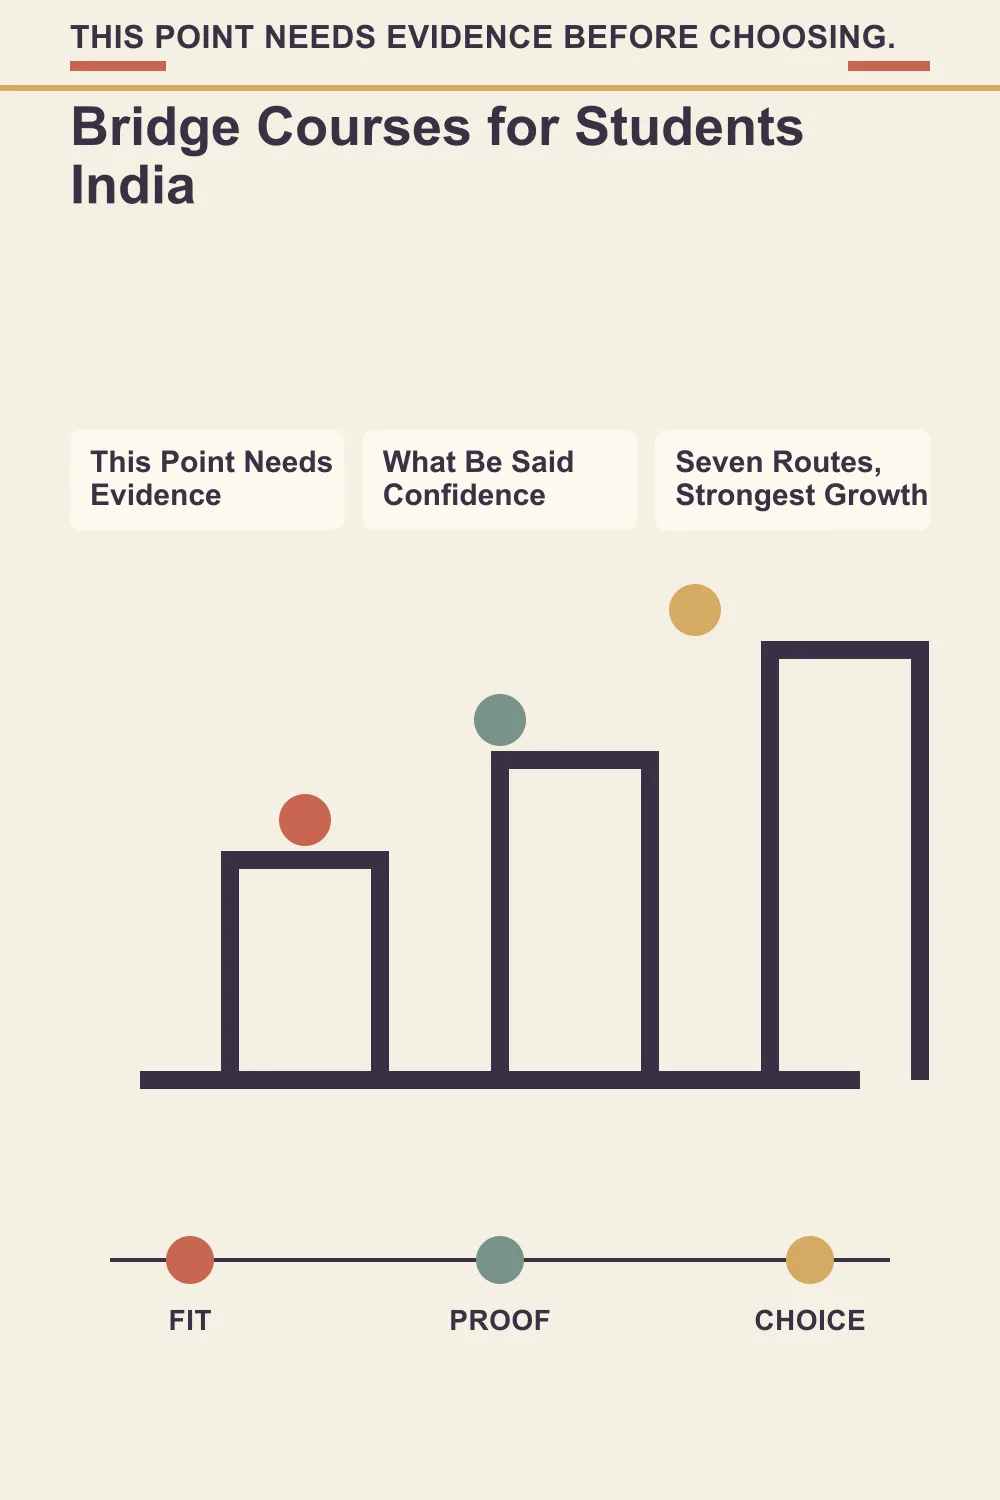 THIS POINT NEEDS EVIDENCE BEFORE CHOOSING.
Bridge Courses for Students
India
This Point Needs
Evidence
What Be Said
Confidence
Seven Routes,
Strongest Growth
FIT
PROOF
CHOICE